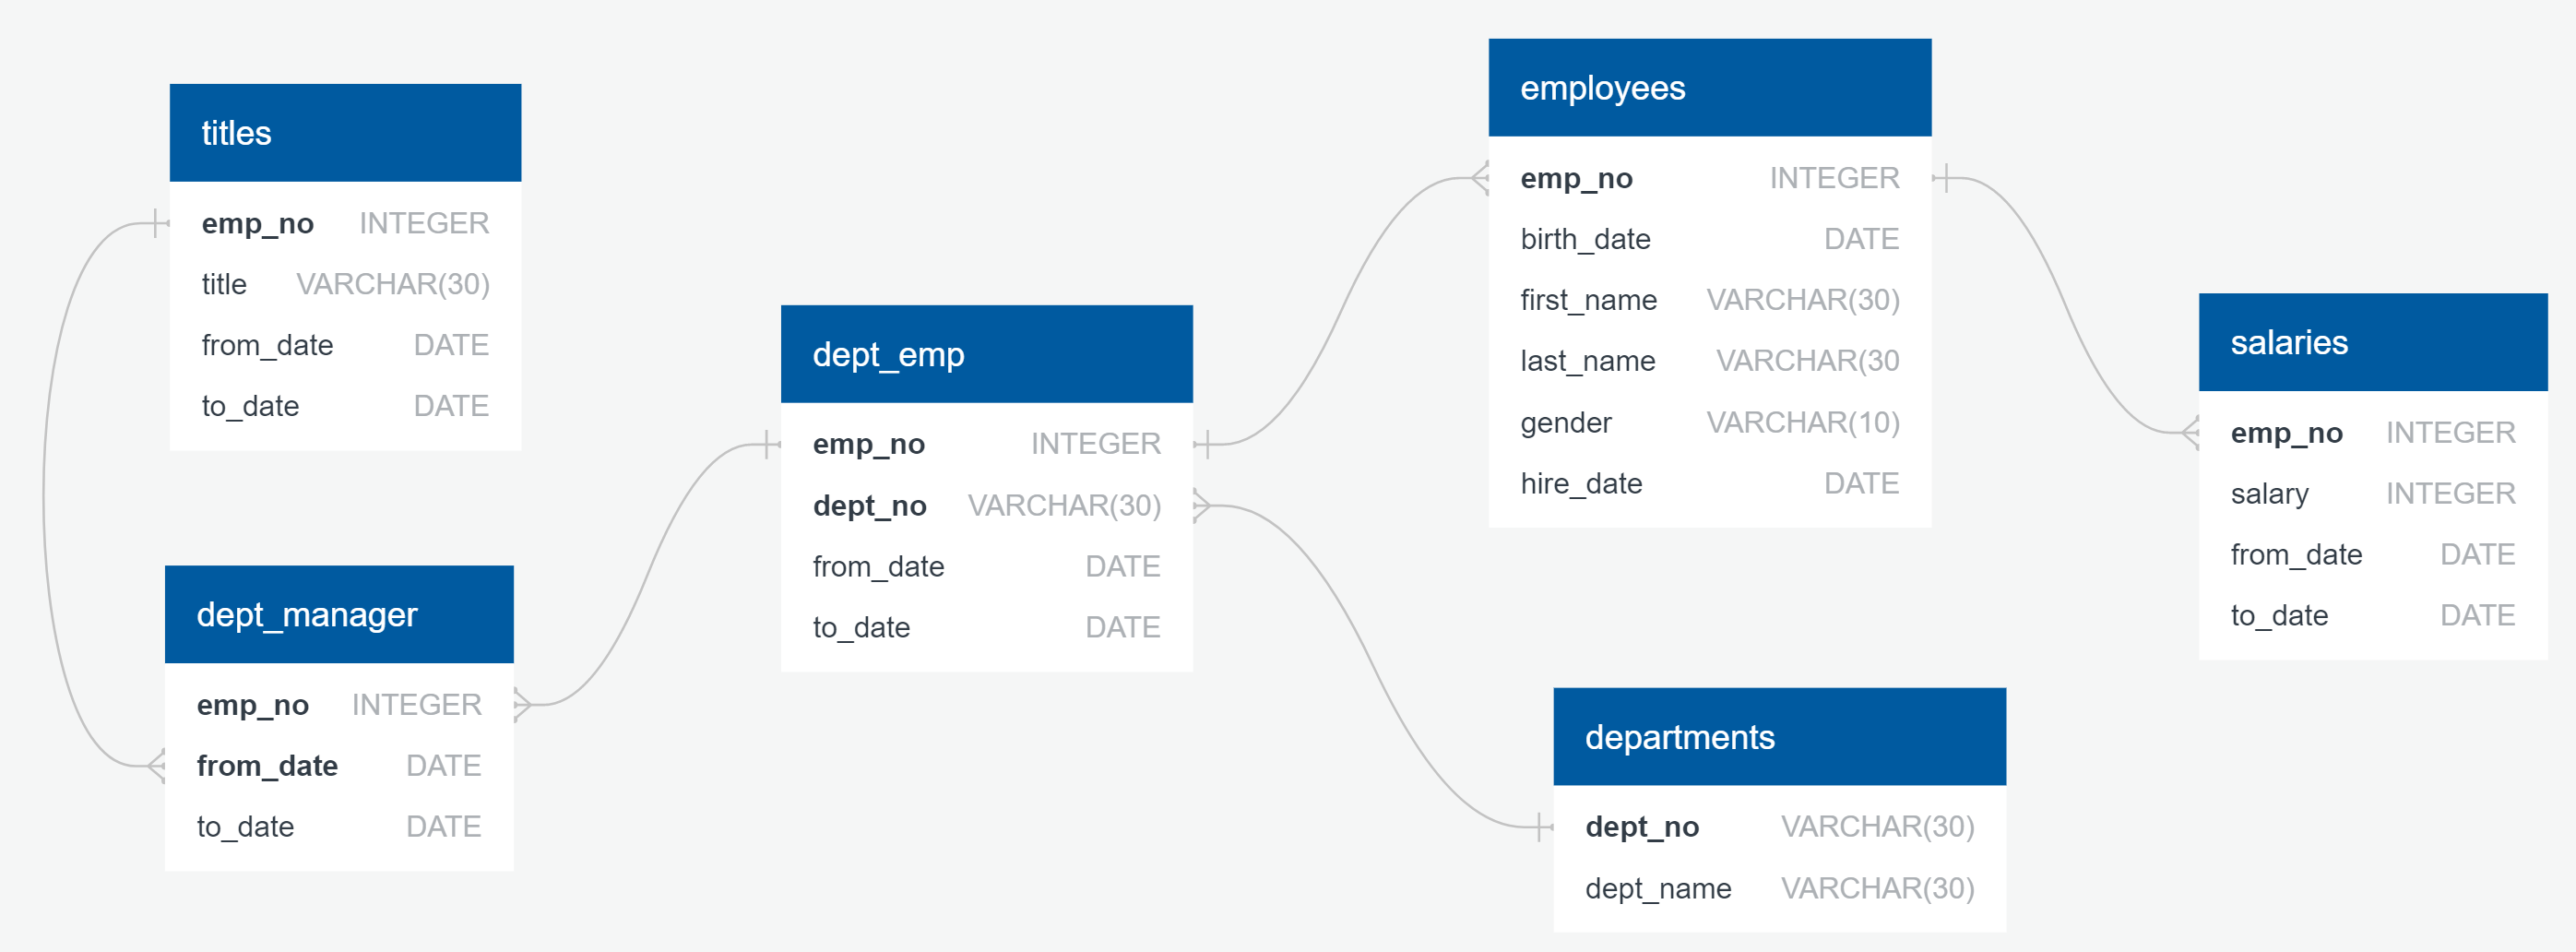 titles
emp_no INTEGER
title VARCHAR(30)
from_date DATE
to_date DATE
dept_manager
emp_no INTEGER
from_date DATE
to_date DATE
dept_emp
emp_no INTEGER
dept_no VARCHAR(30)
from_date DATE
to_date DATE
employees
emp_no INTEGER
birth_date DATE
first_name VARCHAR(30)
last_name VARCHAR(30
gender VARCHAR(10)
hire_date DATE
departments
dept_no VARCHAR(30)
dept_name VARCHAR(30)
salaries
emp_no INTEGER
salary INTEGER
from_date DATE
to_date DATE